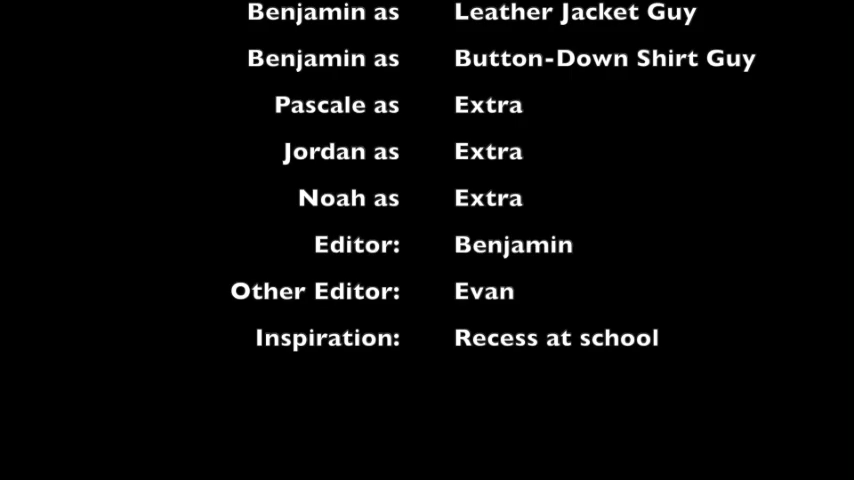 Benjamin as Leather Jacket Guy
Benjamin as Button-Down Shirt Guy
Pascale as Extra
Jordan as Extra
Noah as Extra
Editor: Benjamin
Other Editor: Evan
Inspiration: Recess at school